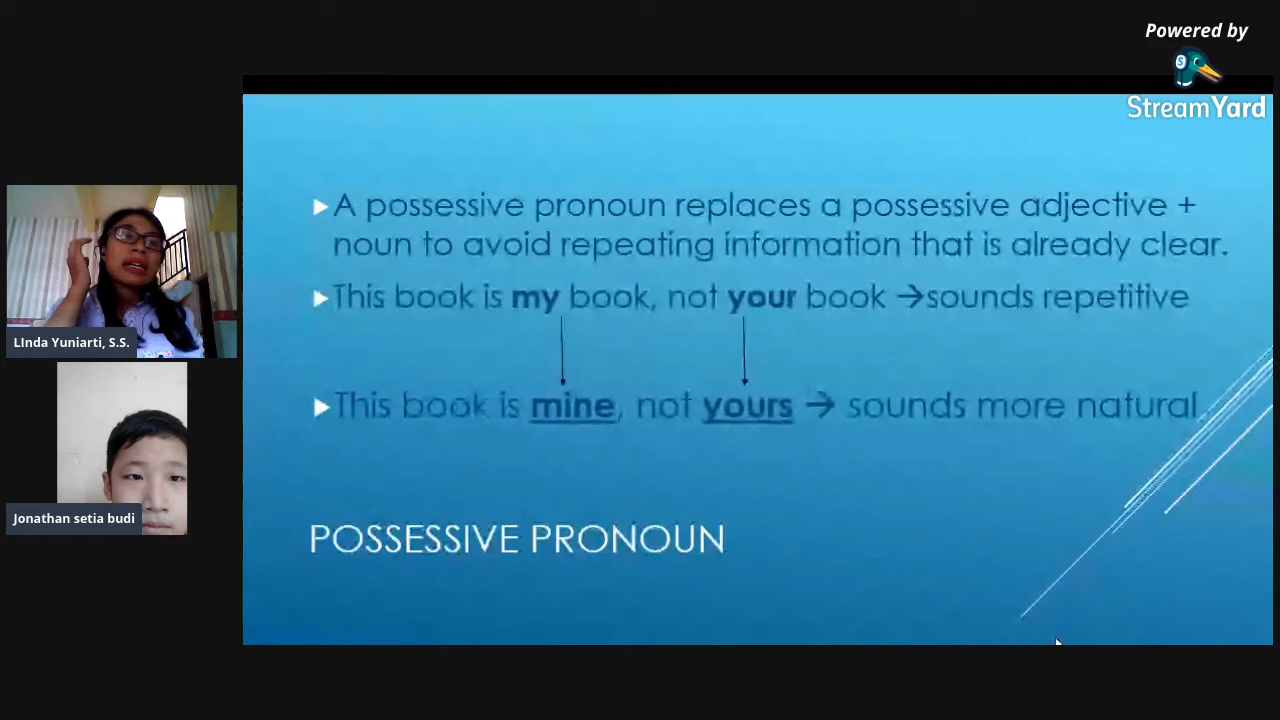 Powered by
StreamYard
A possessive pronoun replaces a possessive adjective +
noun to avoid repeating information that is already clear.
This book is my book, not your book →sounds repetitive
This book is mine, not yours → sounds more natural
POSSESSIVE PRONOUN
LInda Yuniarti, S.S.
Jonathan setia budi